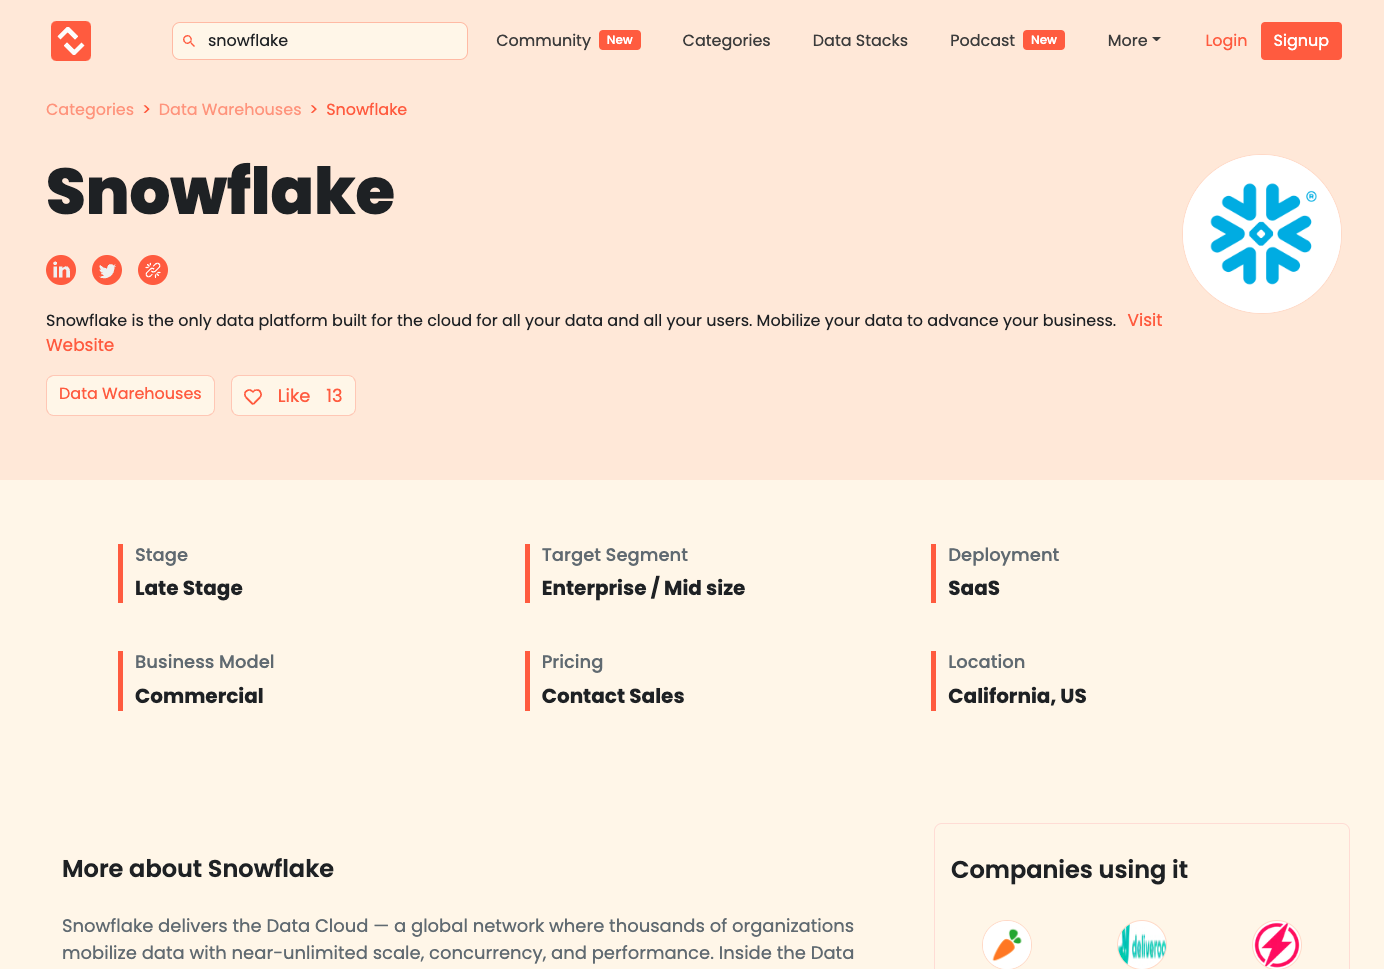 snowflake
Community New
Categories
Data Stacks
Podcast New
More
Login
Signup
Categories > Data Warehouses > Snowflake
Snowflake
®
in
Snowflake is the only data platform built for the cloud for all your data and all your users. Mobilize your data to advance your business. Visit
Website
Data Warehouses
Like 13
Stage
Late Stage
Target Segment
Enterprise / Mid size
Deployment
SaaS
Business Model
Commercial
Pricing
Contact Sales
Location
California, US
More about Snowflake
Snowflake delivers the Data Cloud — a global network where thousands of organizations
mobilize data with near-unlimited scale, concurrency, and performance. Inside the Data
Companies using it
deliveroo